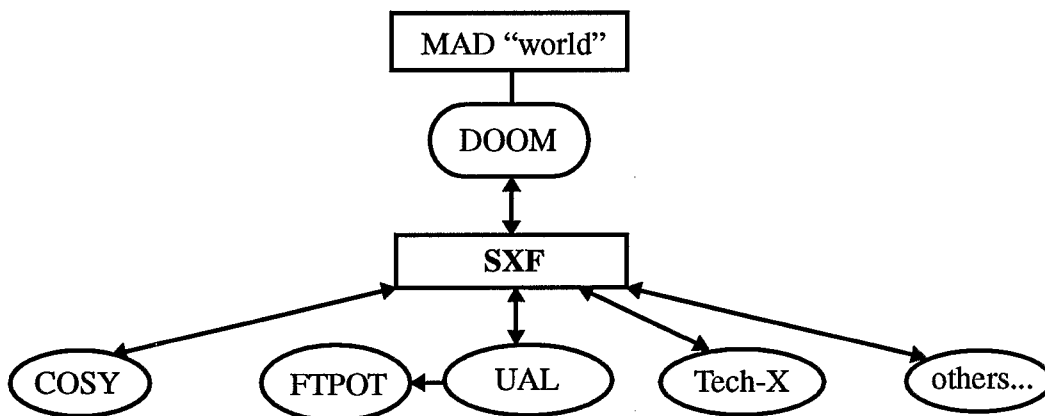 MAD “world”
DOOM
SXF
COSY
FTPOT
UAL
Tech-X
others...